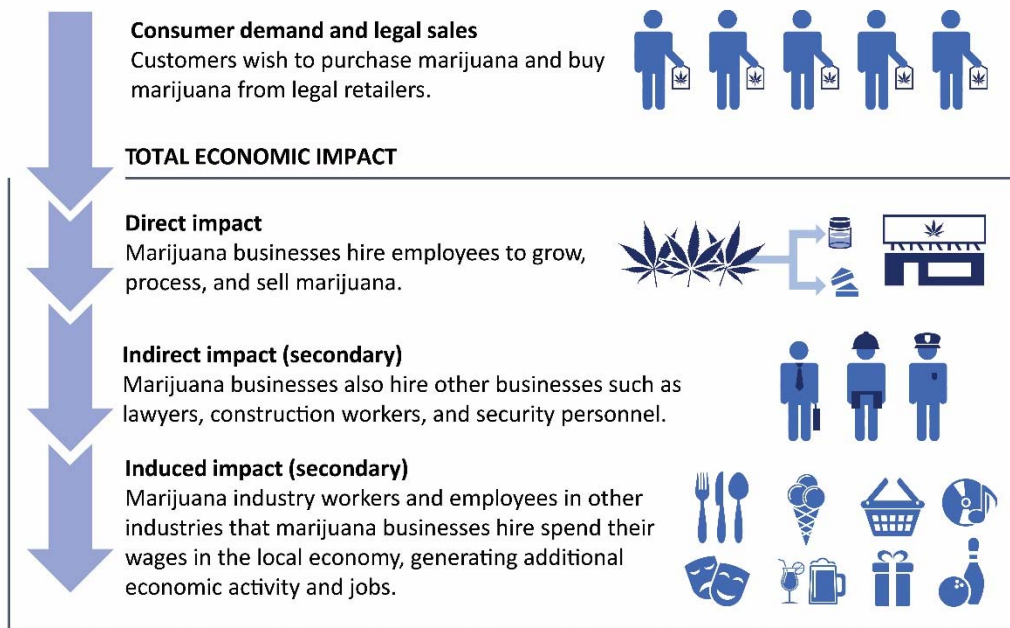 Consumer demand and legal sales
Customers wish to purchase marijuana and buy
marijuana from legal retailers.
TOTAL ECONOMIC IMPACT
Direct impact
Marijuana businesses hire employees to grow,
process, and sell marijuana.
Indirect impact (secondary)
Marijuana businesses also hire other businesses such as
lawyers, construction workers, and security personnel.
Induced impact (secondary)
Marijuana industry workers and employees in other
industries that marijuana businesses hire spend their
wages in the local economy, generating additional
economic activity and jobs.